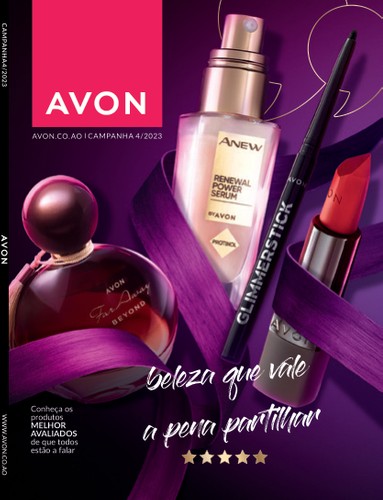 CAMPANHA 4/2023
AVON
WWW.AVON.CO.AO
AVON
AVON.CO.AO | CAMPANHA 4/2023
ANEW
RENEWAL
POWER
SERUM
BY AVON
PROTINOL
AVON
GLIMMERSTICK
AVON
AVON
Far Away
BEYOND
beleza que vale
a pena partilhar
Conheça os
produtos
MELHOR
AVALIADOS
de que todos
estão a falar